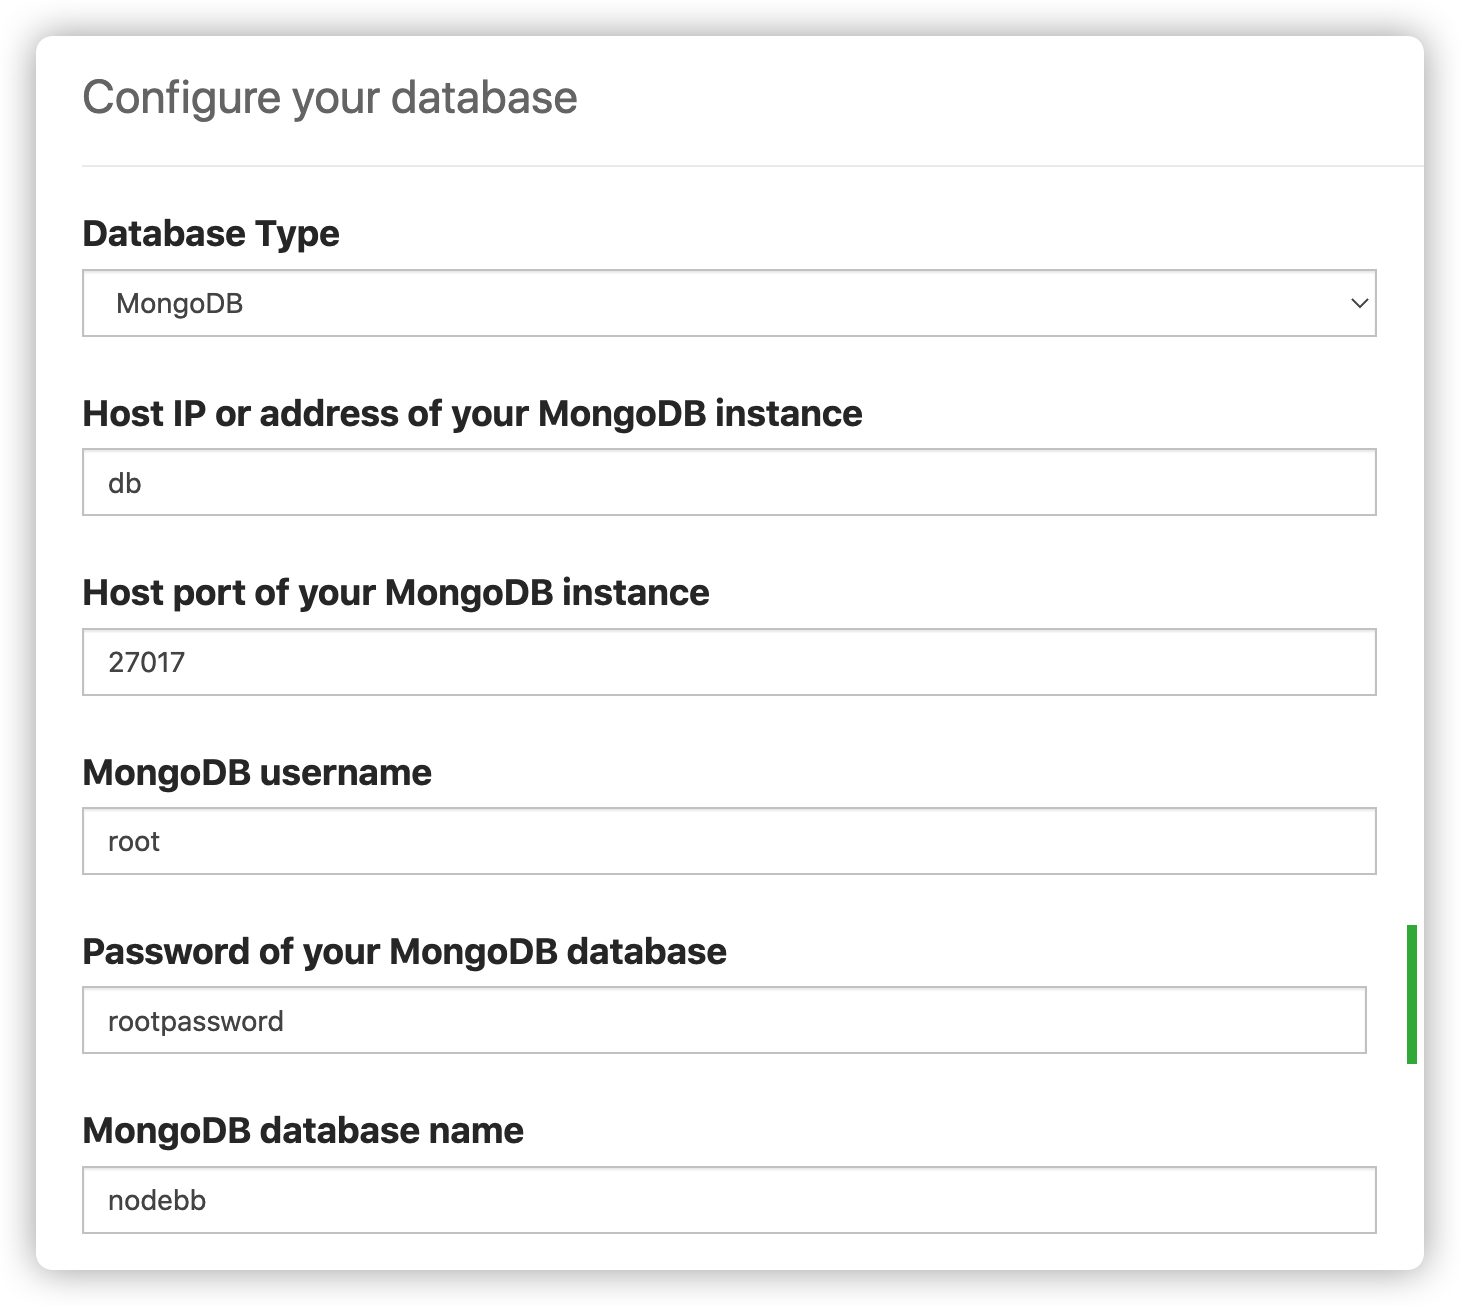 Configure your database
Database Type
MongoDB
Host IP or address of your MongoDB instance
db
Host port of your MongoDB instance
27017
MongoDB username
root
Password of your MongoDB database
rootpassword
MongoDB database name
nodebb